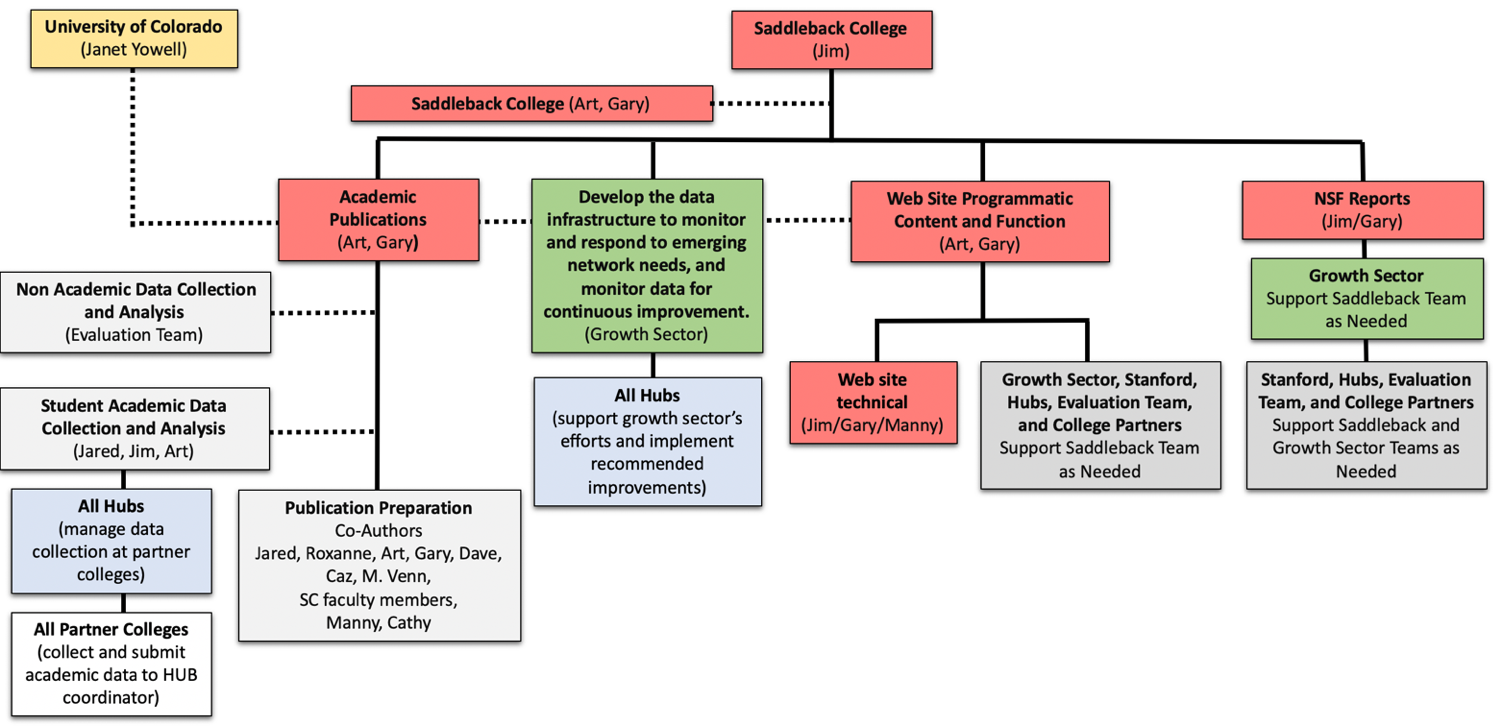 University of Colorado
(Janet Yowell)
Saddleback College
(Jim)
Saddleback College (Art, Gary)
Academic
Publications
(Art, Gary)
Develop the data
infrastructure to monitor
and respond to emerging
network needs, and
monitor data for
continuous improvement.
(Growth Sector)
Web Site Programmatic
Content and Function
(Art, Gary)
NSF Reports
(Jim/Gary)
Non Academic Data Collection
and Analysis
(Evaluation Team)
Growth Sector
Support Saddleback Team
as Needed
Student Academic Data
Collection and Analysis
(Jared, Jim, Art)
All Hubs
(support growth sector’s
efforts and implement
recommended
improvements)
Web site
technical
(Jim/Gary/Manny)
Growth Sector, Stanford,
Hubs, Evaluation Team,
and College Partners
Support Saddleback Team
as Needed
Stanford, Hubs, Evaluation
Team, and College Partners
Support Saddleback and
Growth Sector Teams as
Needed
All Hubs
(manage data
collection at partner
colleges)
Publication Preparation
Co-Authors
Jared, Roxanne, Art, Gary, Dave,
Caz, M. Venn,
SC faculty members,
Manny, Cathy
All Partner Colleges
(collect and submit
academic data to HUB
coordinator)